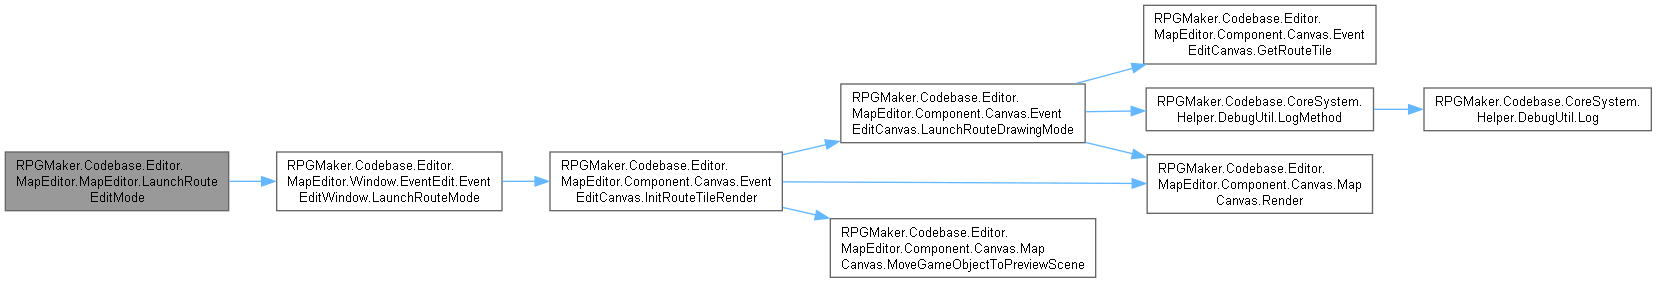 RPGMaker.Codebase.Editor.
MapEditor.MapEditor.LaunchRoute
EditMode
RPGMaker.Codebase.Editor.
MapEditor.Window.EventEdit.Event
EditWindow.LaunchRouteMode
RPGMaker.Codebase.Editor.
MapEditor.Component.Canvas.Event
EditCanvas.InitRouteTileRender
RPGMaker.Codebase.Editor.
MapEditor.Component.Canvas.Event
EditCanvas.LaunchRouteDrawingMode
RPGMaker.Codebase.Editor.
MapEditor.Component.Canvas.Event
EditCanvas.GetRouteTile
RPGMaker.Codebase.CoreSystem.
Helper.DebugUtil.LogMethod
RPGMaker.Codebase.CoreSystem.
Helper.DebugUtil.Log
RPGMaker.Codebase.Editor.
MapEditor.Component.Canvas.Map
Canvas.Render
RPGMaker.Codebase.Editor.
MapEditor.Component.Canvas.Map
Canvas.MoveGameObjectToPreviewScene